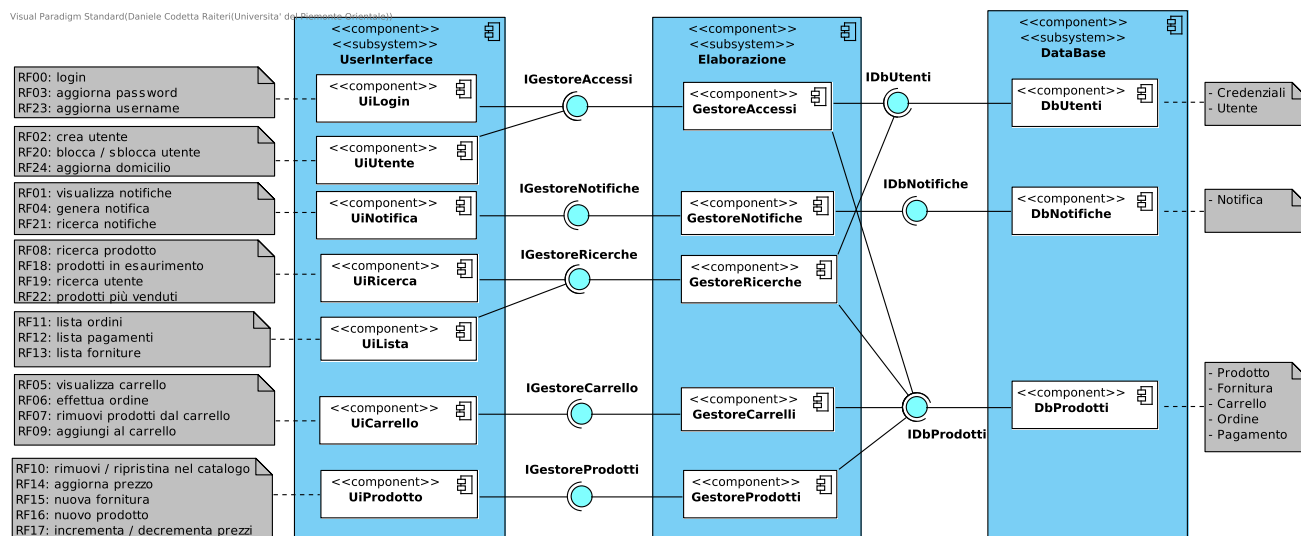 Visual Paradigm Standard(Daniele Codetta Raiteri(Universita' del Piemonte Orientale))
<<component>>
<<subsystem>>
UserInterface
<<component>>
<<subsystem>>
Elaborazione
<<component>>
<<subsystem>>
DataBase
RF00: login
RF03: aggiorna password
RF23: aggiorna username
<<component>>
UiLogin
IGestoreAccessi
<<component>>
GestoreAccessi
IDbUtenti
<<component>>
DbUtenti
- Credenziali
- Utente
RF02: crea utente
RF20: blocca / sblocca utente
RF24: aggiorna domicilio
<<component>>
UiUtente
RF01: visualizza notifiche
RF04: genera notifica
RF21: ricerca notifiche
<<component>>
UiNotifica
IGestoreNotifiche
<<component>>
GestoreNotifiche
IDbNotifiche
<<component>>
DbNotifiche
- Notifica
RF08: ricerca prodotto
RF18: prodotti in esaurimento
RF19: ricerca utente
RF22: prodotti più venduti
<<component>>
UiRicerca
IGestoreRicerche
<<component>>
GestoreRicerche
RF11: lista ordini
RF12: lista pagamenti
RF13: lista forniture
<<component>>
UiLista
RF05: visualizza carrello
RF06: effettua ordine
RF07: rimuovi prodotti dal carrello
RF09: aggiungi al carrello
<<component>>
UiCarrello
IGestoreCarrello
<<component>>
GestoreCarrelli
IDbProdotti
<<component>>
DbProdotti
- Prodotto
- Fornitura
- Carrello
- Ordine
- Pagamento
RF10: rimuovi / ripristina nel catalogo
RF14: aggiorna prezzo
RF15: nuova fornitura
RF16: nuovo prodotto
RF17: incrementa / decrementa prezzi
<<component>>
UiProdotto
IGestoreProdotti
<<component>>
GestoreProdotti